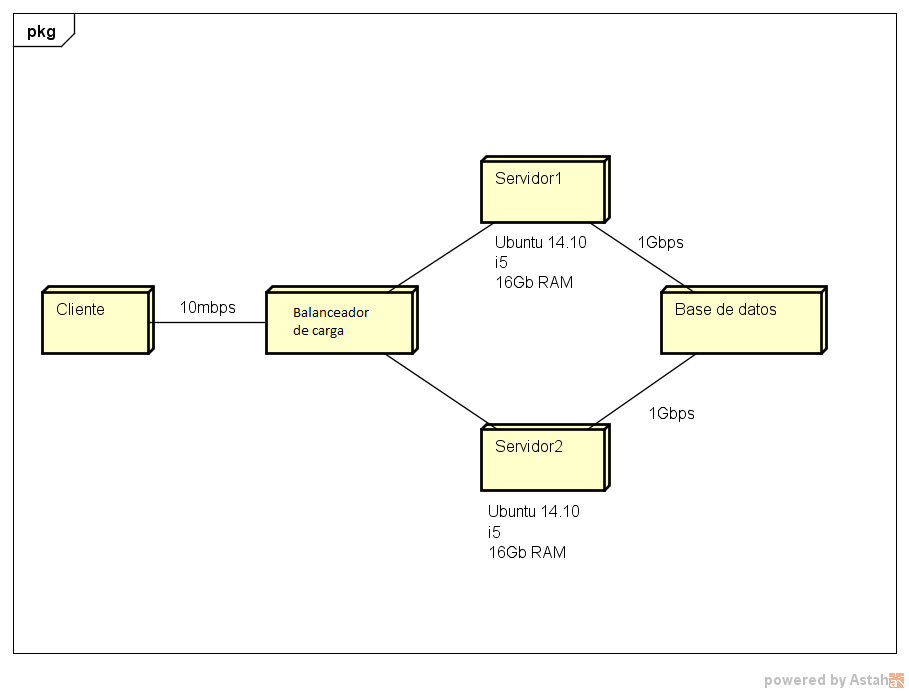 pkg
Servidor1
Ubuntu 14.10
i5
16Gb RAM
1Gbps
Cliente
10mbps
Balanceador
de carga
Base de datos
1Gbps
Servidor2
Ubuntu 14.10
i5
16Gb RAM
powered by Astah